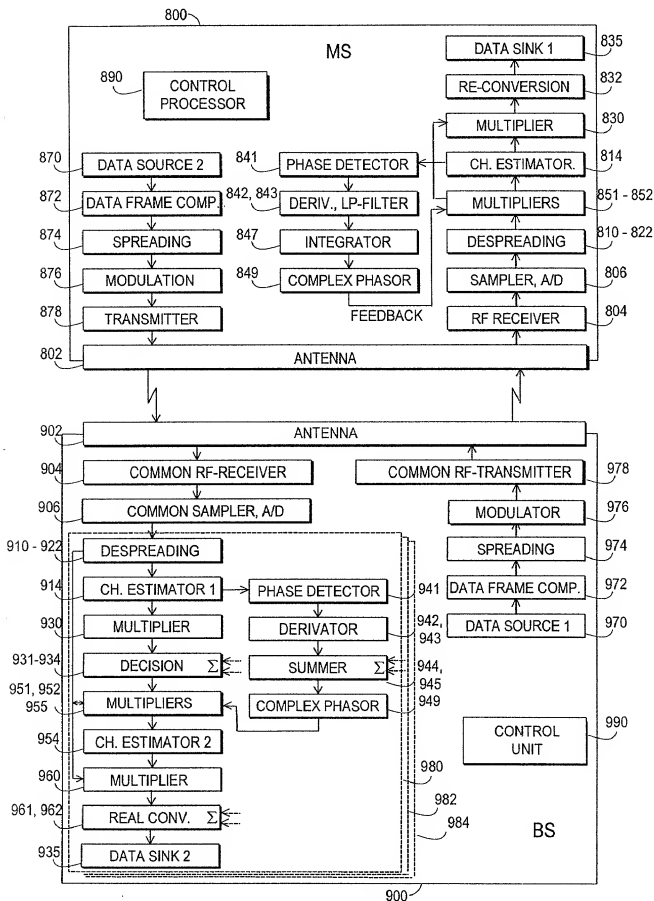 800
MS
890
CONTROL
PROCESSOR
DATA SINK 1
835
RE-CONVERSION
832
MULTIPLIER
830
870
DATA SOURCE 2
841
PHASE DETECTOR
CH. ESTIMATOR.
814
872
DATA FRAME COMP.
842, 843
DERIV., LP-FILTER
MULTIPLIERS
851 - 852
874
SPREADING
847
INTEGRATOR
DESPREADING
810 - 822
876
MODULATION
849
COMPLEX PHASOR
SAMPLER, A/D
806
878
TRANSMITTER
FEEDBACK
RF RECEIVER
804
802
ANTENNA
902
ANTENNA
904
COMMON RF-RECEIVER
COMMON RF-TRANSMITTER
978
906
COMMON SAMPLER, A/D
MODULATOR
976
910 - 922
DESPREADING
SPREADING
974
914
CH. ESTIMATOR 1
PHASE DETECTOR
941
DATA FRAME COMP.
972
930
MULTIPLIER
DERIVATOR
942,
943
DATA SOURCE 1
970
931-934
DECISION
Σ
SUMMER
Σ
944,
945
951, 952
955
MULTIPLIERS
COMPLEX PHASOR
949
954
CH. ESTIMATOR 2
CONTROL
UNIT
990
960
MULTIPLIER
980
961, 962
REAL CONV.
Σ
982
984
BS
935
DATA SINK 2
900